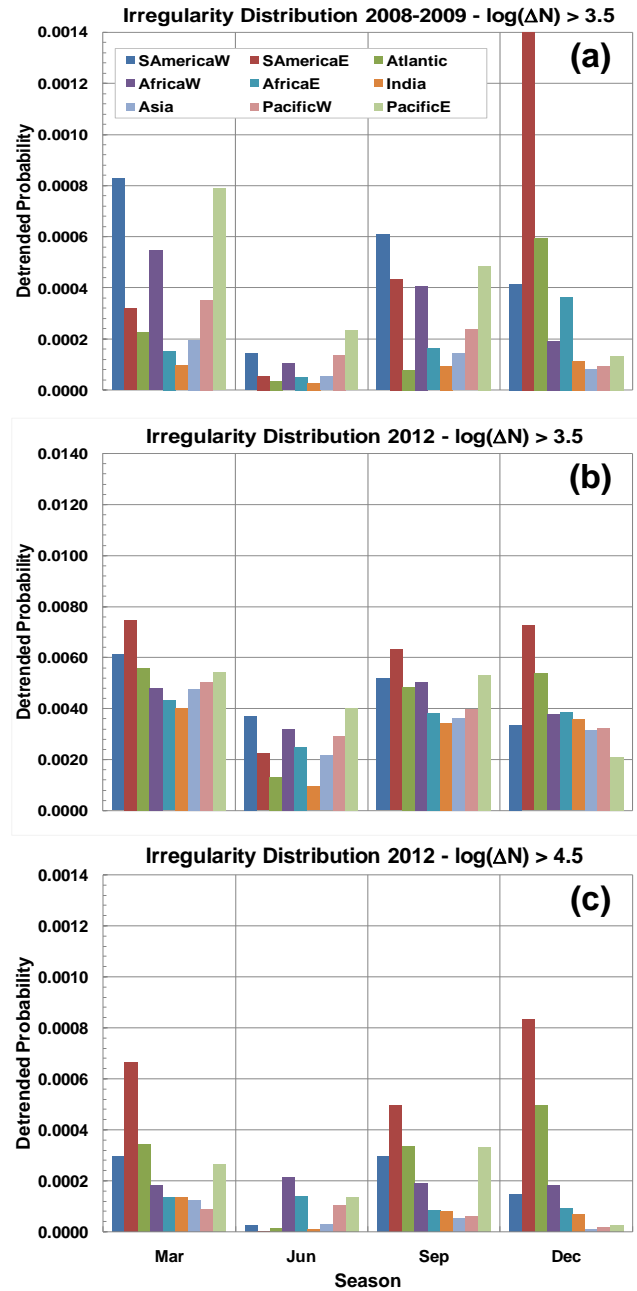 Irregularity Distribution 2008-2009 - log(ΔN) > 3.5
(a)
SAmericaW SAmericaE Atlantic
AfricaW AfricaE India
Asia PacificW PacificE
Detrended Probability
0.0014
0.0012
0.0010
0.0008
0.0006
0.0004
0.0002
0.0000
Irregularity Distribution 2012 - log(ΔN) > 3.5
(b)
Detrended Probability
0.0140
0.0120
0.0100
0.0080
0.0060
0.0040
0.0020
0.0000
Irregularity Distribution 2012 - log(ΔN) > 4.5
(c)
Detrended Probability
0.0014
0.0012
0.0010
0.0008
0.0006
0.0004
0.0002
0.0000
Mar Jun Sep Dec
Season